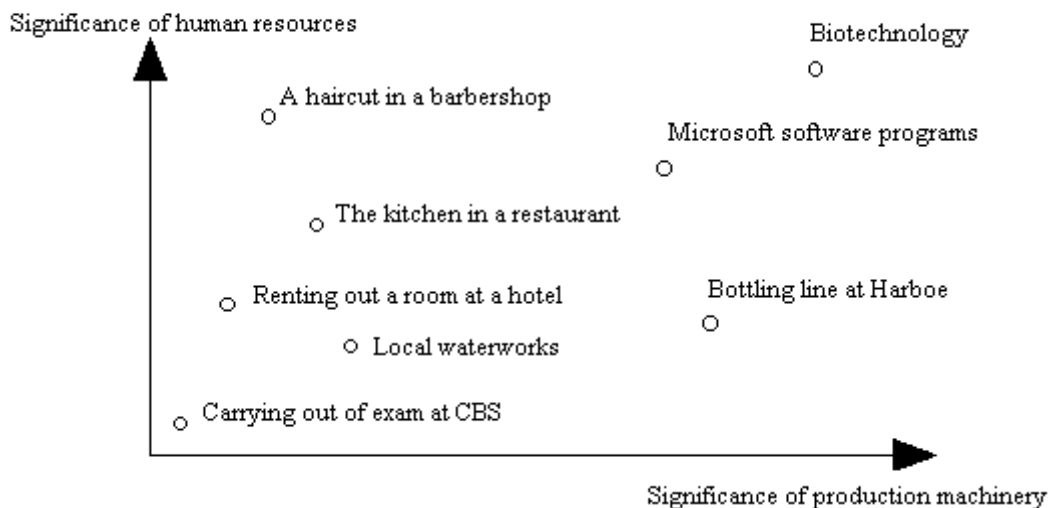 Significance of human resources
Biotechnology
A haircut in a barbershop
Microsoft software programs
The kitchen in a restaurant
Renting out a room at a hotel
Bottling line at Harboe
Local waterworks
Carrying out of exam at CBS
Significance of production machinery